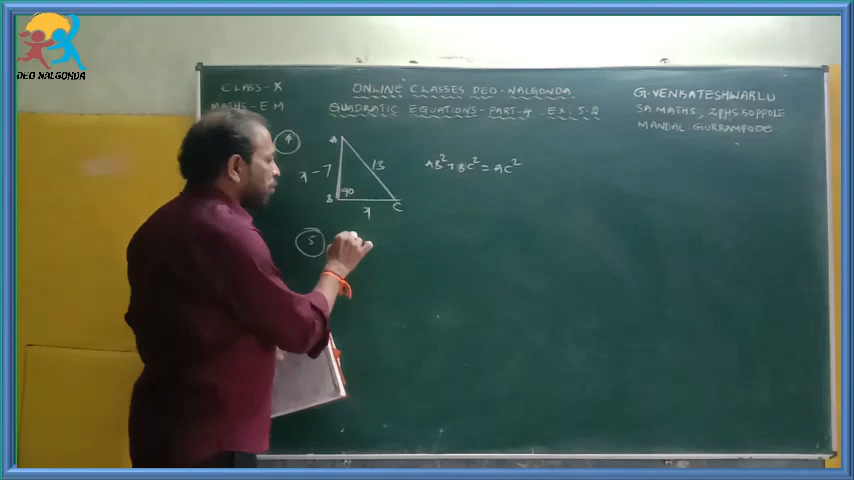 DEO NALGONDA
CLASS-X
MATHS-EM
ONLINE CLASSES DEO-NALGONDA
QUADRATIC EQUATIONS-PART-4 EX:5.2
G.VENKATESHWARLU
SA MATHS, ZPHS SOPPOLE
MANDAL-GURRAMPODE
4
A
x-7
13
B
90
x
C
AB²+BC²=AC²
5